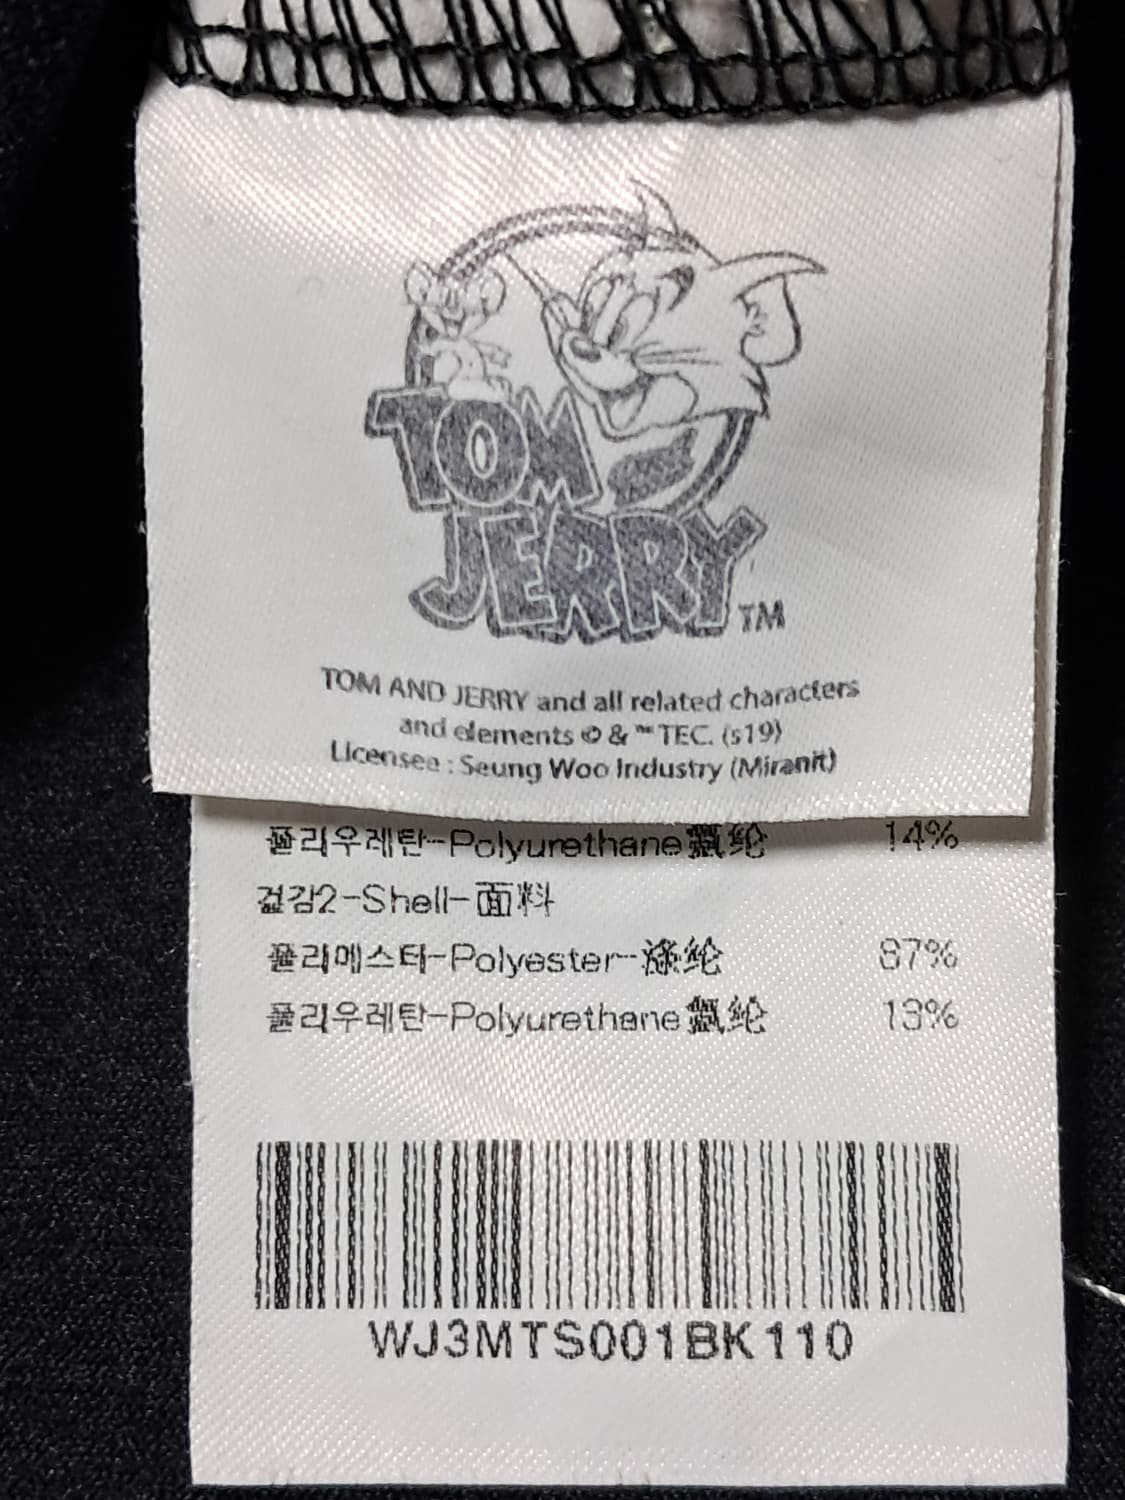 TOM
JERRY TM
TOM AND JERRY and all related characters
and elements © & ™ TEC. (s19)
Licensee : Seung Woo Industry (Miranit)
폴리우레탄-Polyurethane氨纶 14%
겉감2-Shell-面料
폴리에스터-Polyester-涤纶 87%
폴리우레탄-Polyurethane氨纶 13%
WJ3MTS001BK110